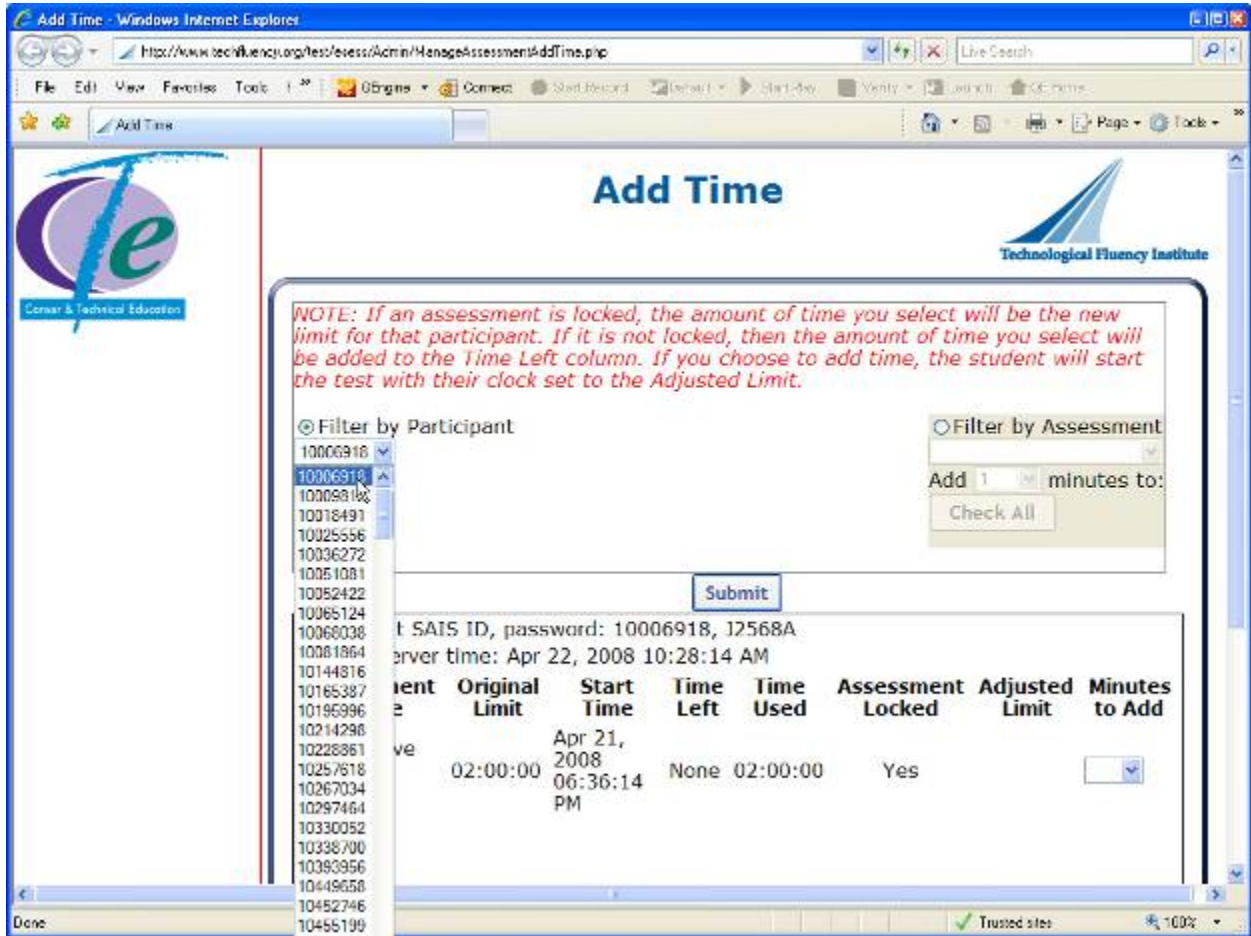 Add Time - Windows Internet Explorer
http://www.techfluency.org/test/esess/Admin/ManageAssessmentAddTime.php
Live Search
File Edit View Favorites Tools
Connect Start Record
Add Time
Page Tools
Add Time
Technological Fluency Institute
Career & Technical Education
NOTE: If an assessment is locked, the amount of time you select will be the new
limit for that participant. If it is not locked, then the amount of time you select will
be added to the Time Left column. If you choose to add time, the student will start
the test with their clock set to the Adjusted Limit.
Filter by Participant
Filter by Assessment
10006918
Add 1 minutes to:
Check All
10006918
10018491
10025556
10036272
10051081
10052422
10065124
10068038
10081864
10144816
10165387
10195996
10214298
10228861
10257618
10267034
10297464
10330052
10338700
10393956
10449658
10452746
10455199
Submit
t SAIS ID, password: 10006918, J2568A
erver time: Apr 22, 2008 10:28:14 AM
ent Original Start Time Time Assessment Adjusted Minutes
e Limit Time Left Used Locked Limit to Add
ve 02:00:00 Apr 21, 2008 06:36:14 PM None 02:00:00 Yes
Done
Trusted sites
100%